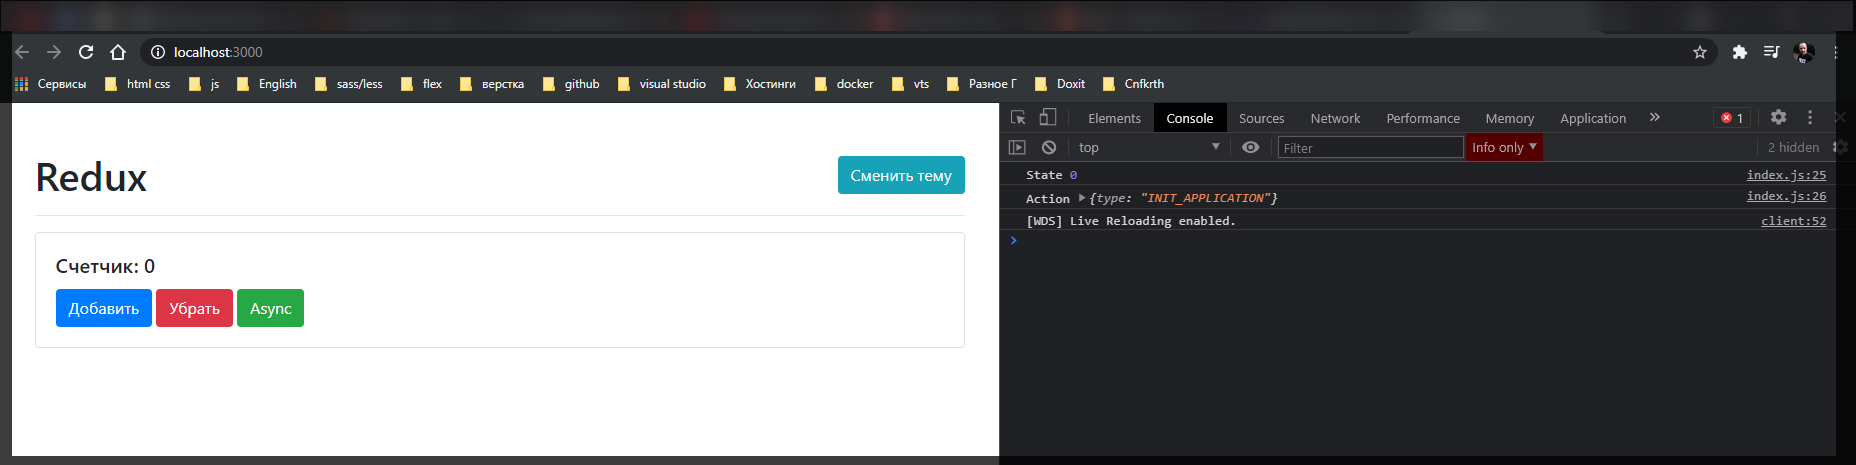 localhost:3000
Сервисы html css js English sass/less flex верстка github visual studio Хостинги docker vts Разное Г Doxit Cnfkrth
Elements Console Sources Network Performance Memory Application » 1
top Filter Info only 2 hidden
Redux
Сменить тему
Счетчик: 0
Добавить Убрать Async
State 0 index.js:25
Action {type: "INIT_APPLICATION"} index.js:26
[WDS] Live Reloading enabled. client:52